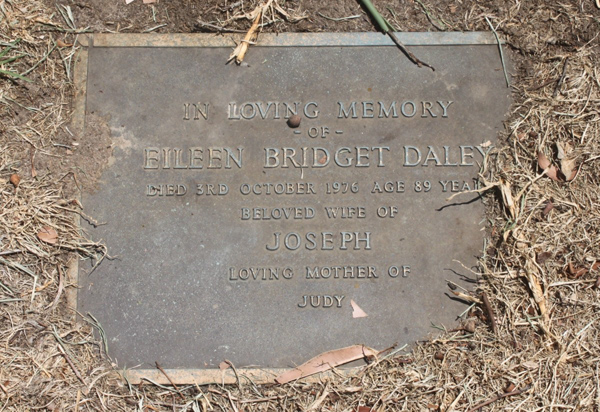 IN LOVING MEMORY
- OF -
EILEEN BRIDGET DALEY
DIED 3RD OCTOBER 1976 AGE 89 YEA
BELOVED WIFE OF
JOSEPH
LOVING MOTHER OF
JUDY